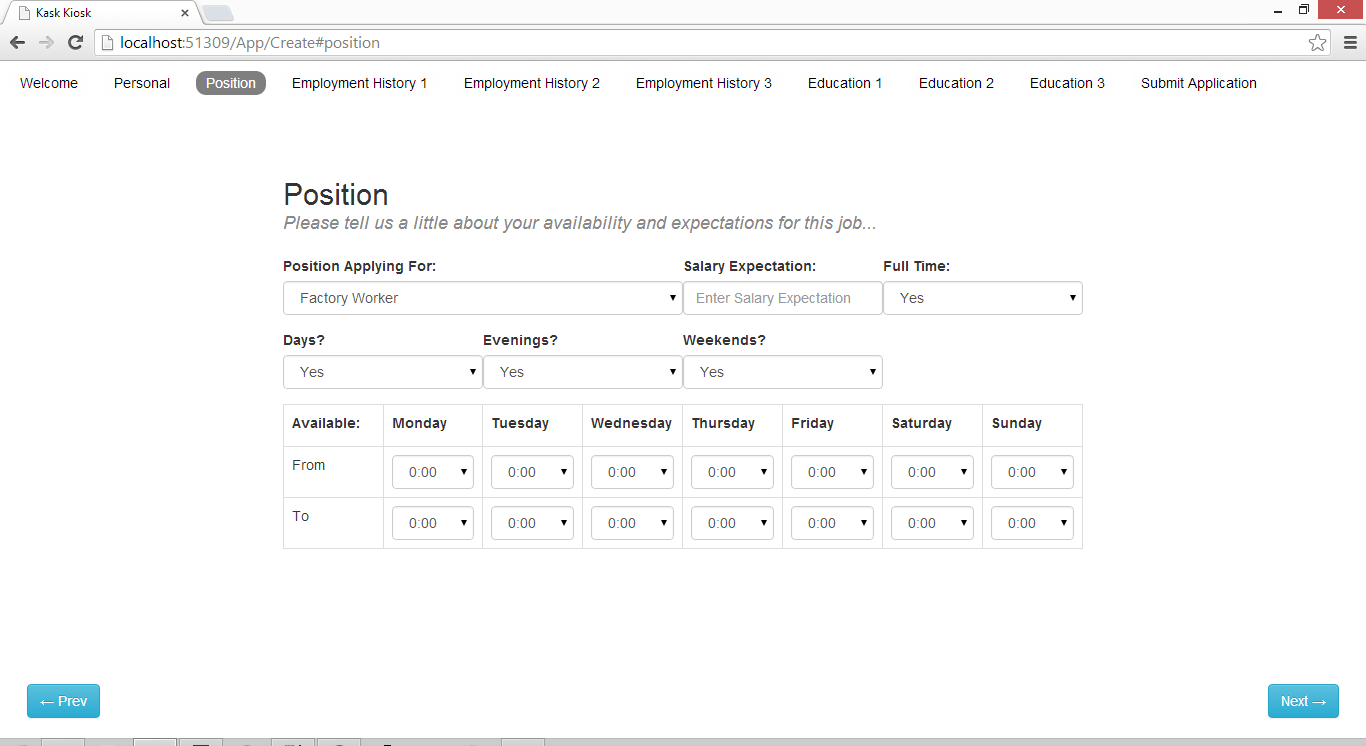 Kask Kiosk
localhost:51309/App/Create#position
Welcome Personal Position Employment History 1 Employment History 2 Employment History 3 Education 1 Education 2 Education 3 Submit Application
Position
Please tell us a little about your availability and expectations for this job...
Position Applying For: Salary Expectation: Full Time:
Factory Worker Enter Salary Expectation Yes
Days? Evenings? Weekends?
Yes Yes Yes
Available: Monday Tuesday Wednesday Thursday Friday Saturday Sunday
From 0:00 0:00 0:00 0:00 0:00 0:00 0:00
To 0:00 0:00 0:00 0:00 0:00 0:00 0:00
← Prev Next →